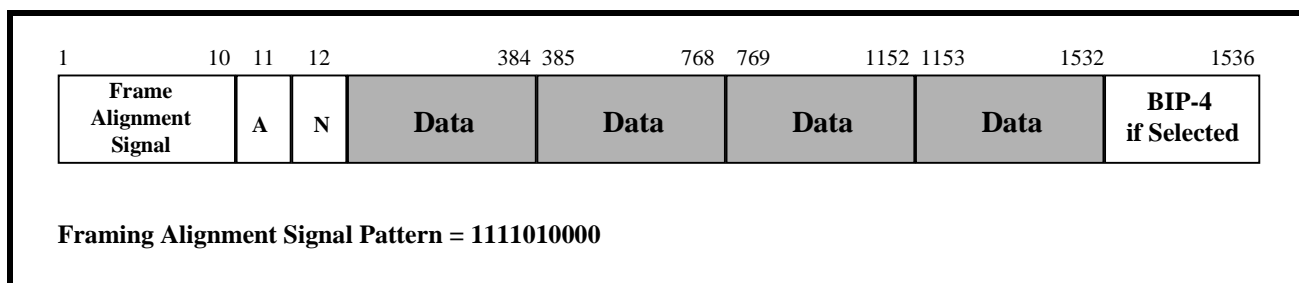 1 10 11 12 384 385 768 769 1152 1153 1532 1536
Frame
Alignment
Signal
A
N
Data
Data
Data
Data
BIP-4
if Selected
Framing Alignment Signal Pattern = 1111010000